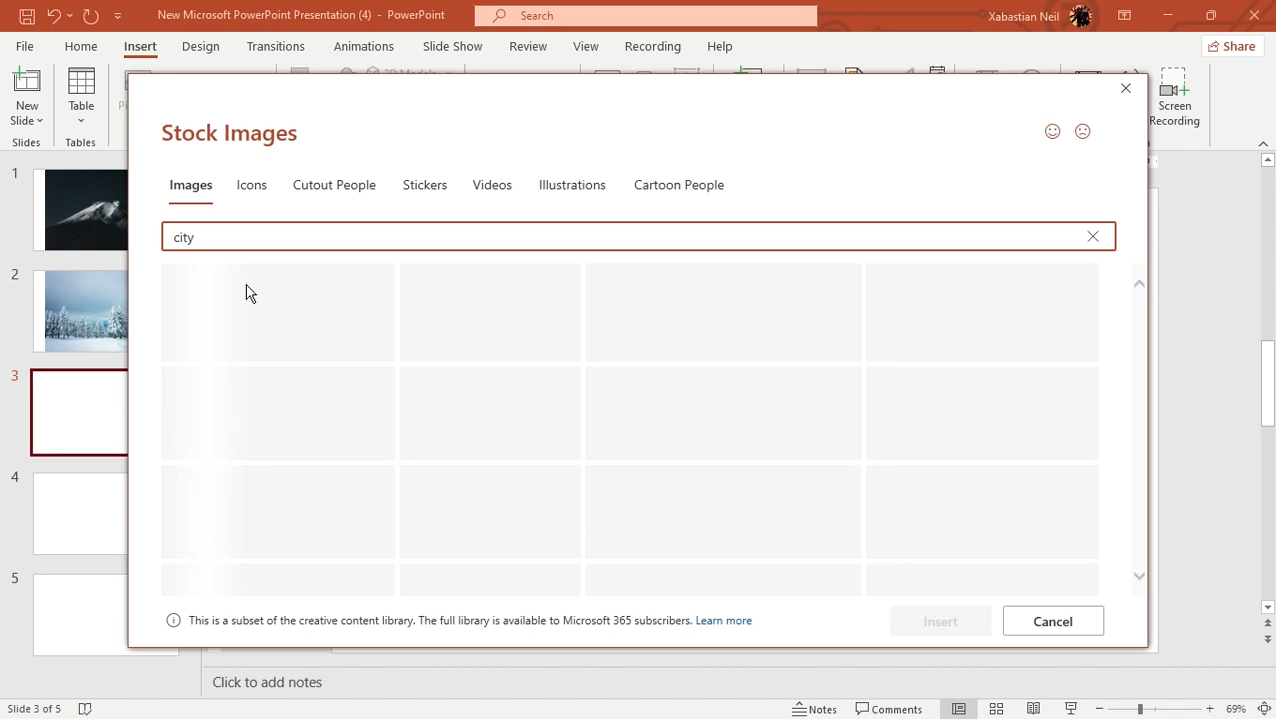 New Microsoft PowerPoint Presentation (4) - PowerPoint
Search
Xabastian Neil
File Home Insert Design Transitions Animations Slide Show Review View Recording Help
Share
New
Slide
Table
Screen
Recording
Slides
Tables
Stock Images
Images Icons Cutout People Stickers Videos Illustrations Cartoon People
city
1
2
3
4
5
This is a subset of the creative content library. The full library is available to Microsoft 365 subscribers. Learn more
Insert
Cancel
Click to add notes
Slide 3 of 5
Notes
Comments
69%